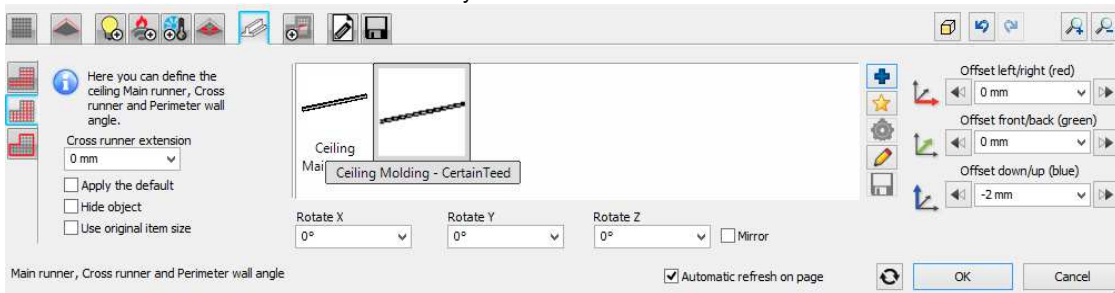 y
Here you can define the
ceiling Main runner, Cross
runner and Perimeter wall
angle.
Cross runner extension
0 mm
Apply the default
Hide object
Use original item size
Ceiling
Mai
Ceiling Molding - CertainTeed
Rotate X
0°
Rotate Y
0°
Rotate Z
0°
Mirror
Offset left/right (red)
0 mm
Offset front/back (green)
0 mm
Offset down/up (blue)
-2 mm
Main runner, Cross runner and Perimeter wall angle
Automatic refresh on page
OK
Cancel